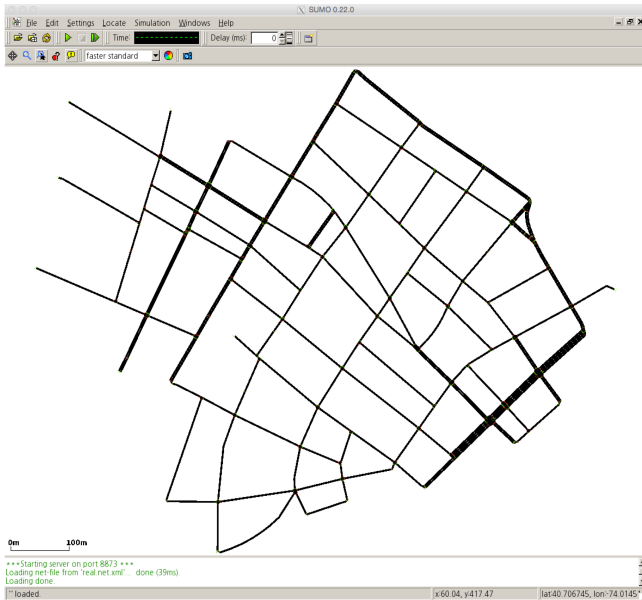 SUMO 0.22.0
File Edit Settings Locate Simulation Windows Help
Time: Delay (ms): 0
faster standard
0m 100m
***Starting server on port 8873 ***
Loading net-file from 'real.net.xml'... done (39ms).
Loading done.
'' loaded. x:60.04, y:417.47 lat:40.706745, lon:-74.0145